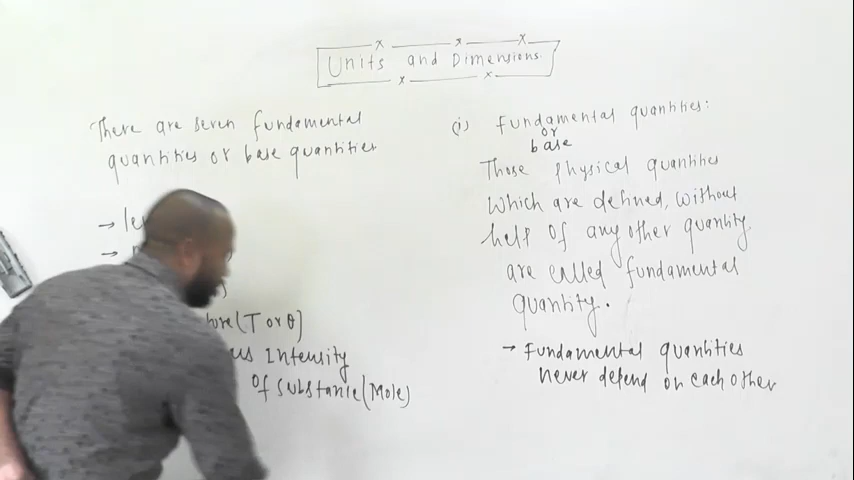 Units and Dimensions
There are seven fundamental
quantities or base quantities
→ le
→
(T or θ)
us Intensity
of substance (Mole)
(i) Fundamental quantities:
or
base
Those physical quantities
Which are defined, without
help of any other quantity
are called fundamental
quantity.
→ Fundamental quantities
never depend on each other